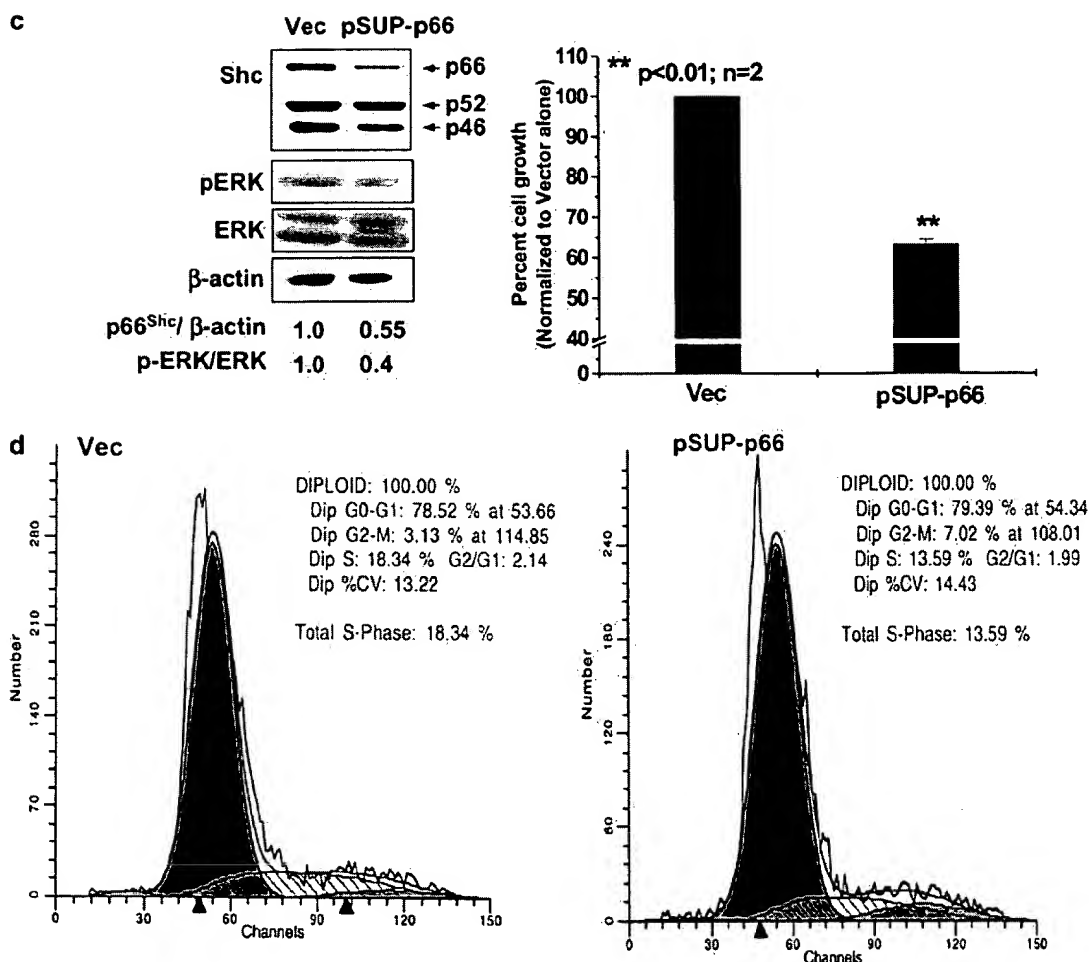 c
Vec pSUP-p66
Shc
p66
p52
p46
pERK
ERK
β-actin
p66Shc/ β-actin 1.0 0.55
p-ERK/ERK 1.0 0.4
Percent cell growth
(Normalized to Vector alone)
110
100
90
80
70
60
50
40
0
** p<0.01; n=2
**
Vec
pSUP-p66
d
Vec
DIPLOID: 100.00 %
Dip G0-G1: 78.52 % at 53.66
Dip G2-M: 3.13 % at 114.85
Dip S: 18.34 % G2/G1: 2.14
Dip %CV: 13.22
Total S-Phase: 18.34 %
Number
280
210
140
70
0
0 30 60 90 120 150
Channels
pSUP-p66
DIPLOID: 100.00 %
Dip G0-G1: 79.39 % at 54.34
Dip G2-M: 7.02 % at 108.01
Dip S: 13.59 % G2/G1: 1.99
Dip %CV: 14.43
Total S-Phase: 13.59 %
Number
240
180
120
60
0
0 30 60 90 120 150
Channels